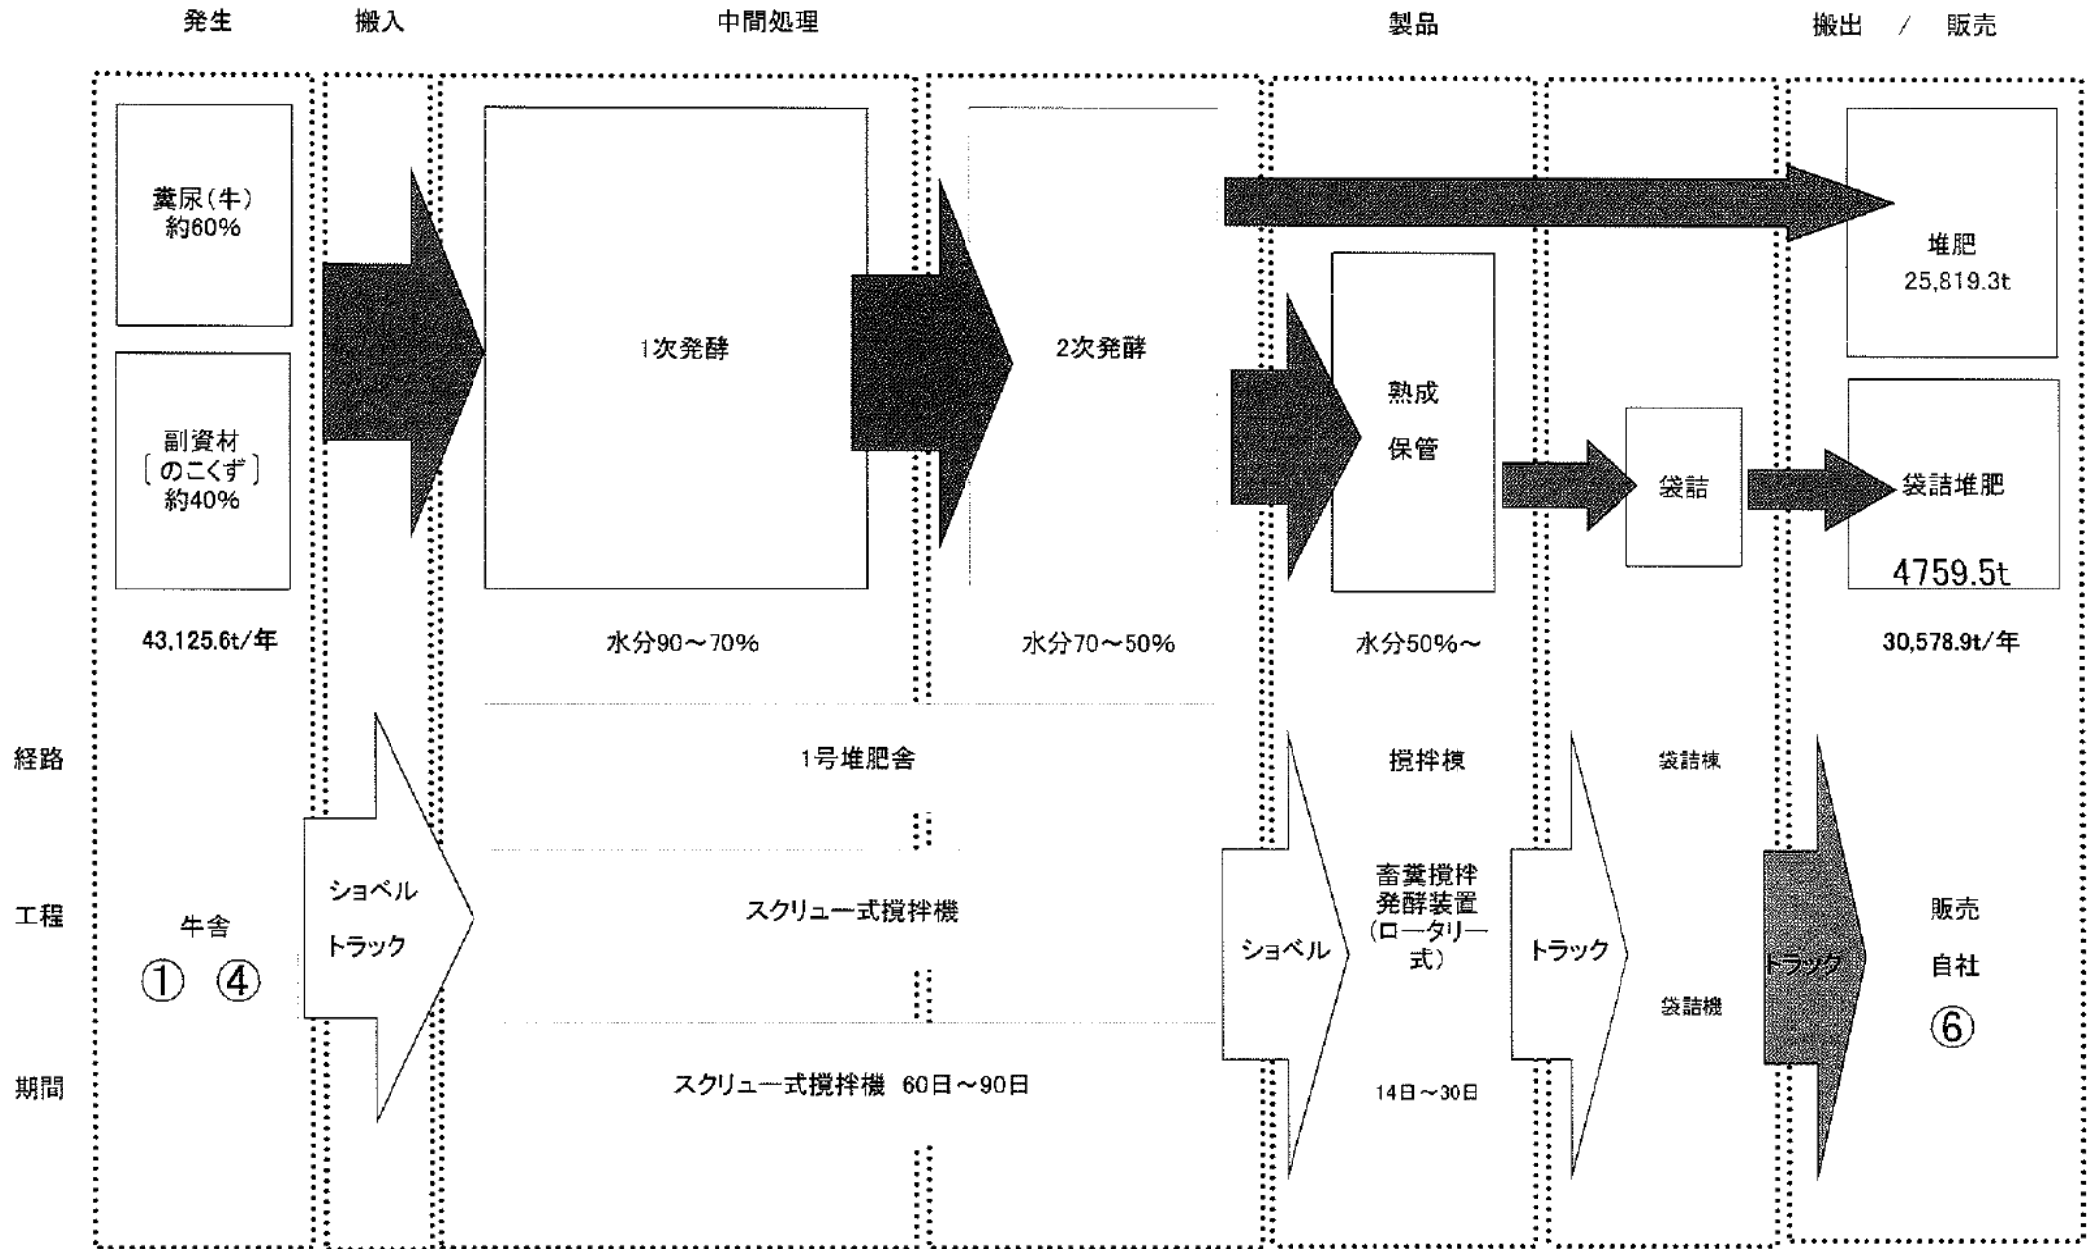 発生
搬入
中間処理
製品
搬出 / 販売
糞尿(牛)
約60%
副資材
[のこくず]
約40%
43,125.6t/年
1次発酵
水分90～70%
2次発酵
水分70～50%
熟成
保管
水分50%～
袋詰
堆肥
25,819.3t
袋詰堆肥
4759.5t
30,578.9t/年
経路
1号堆肥舎
撹拌棟
袋詰棟
工程
牛舎
① ④
ショベル
トラック
スクリュー式撹拌機
ショベル
畜糞撹拌
発酵装置
(ロータリー
式)
トラック
袋詰機
トラック
販売
自社
⑥
期間
スクリュー式撹拌機 60日～90日
14日～30日